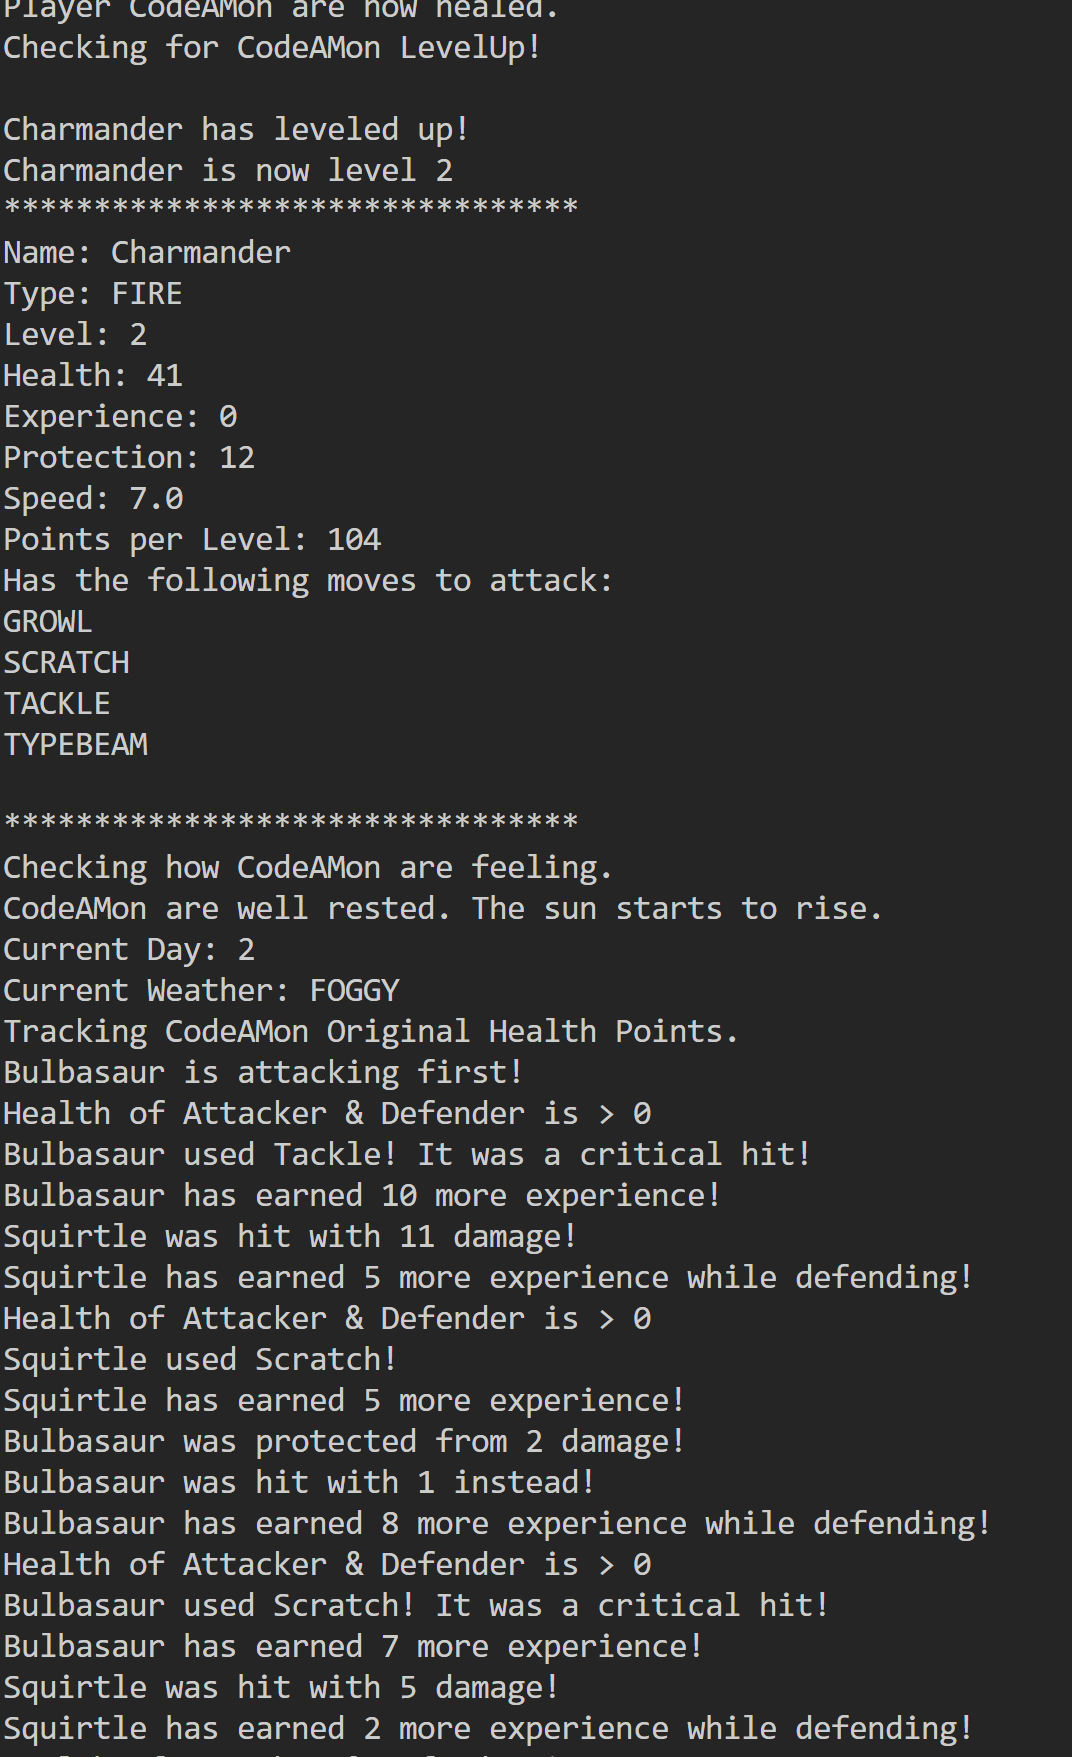 Player CodeAMon are now healed.
Checking for CodeAMon LevelUp!
Charmander has leveled up!
Charmander is now level 2
********************************
Name: Charmander
Type: FIRE
Level: 2
Health: 41
Experience: 0
Protection: 12
Speed: 7.0
Points per Level: 104
Has the following moves to attack:
GROWL
SCRATCH
TACKLE
TYPEBEAM
********************************
Checking how CodeAMon are feeling.
CodeAMon are well rested. The sun starts to rise.
Current Day: 2
Current Weather: FOGGY
Tracking CodeAMon Original Health Points.
Bulbasaur is attacking first!
Health of Attacker & Defender is > 0
Bulbasaur used Tackle! It was a critical hit!
Bulbasaur has earned 10 more experience!
Squirtle was hit with 11 damage!
Squirtle has earned 5 more experience while defending!
Health of Attacker & Defender is > 0
Squirtle used Scratch!
Squirtle has earned 5 more experience!
Bulbasaur was protected from 2 damage!
Bulbasaur was hit with 1 instead!
Bulbasaur has earned 8 more experience while defending!
Health of Attacker & Defender is > 0
Bulbasaur used Scratch! It was a critical hit!
Bulbasaur has earned 7 more experience!
Squirtle was hit with 5 damage!
Squirtle has earned 2 more experience while defending!